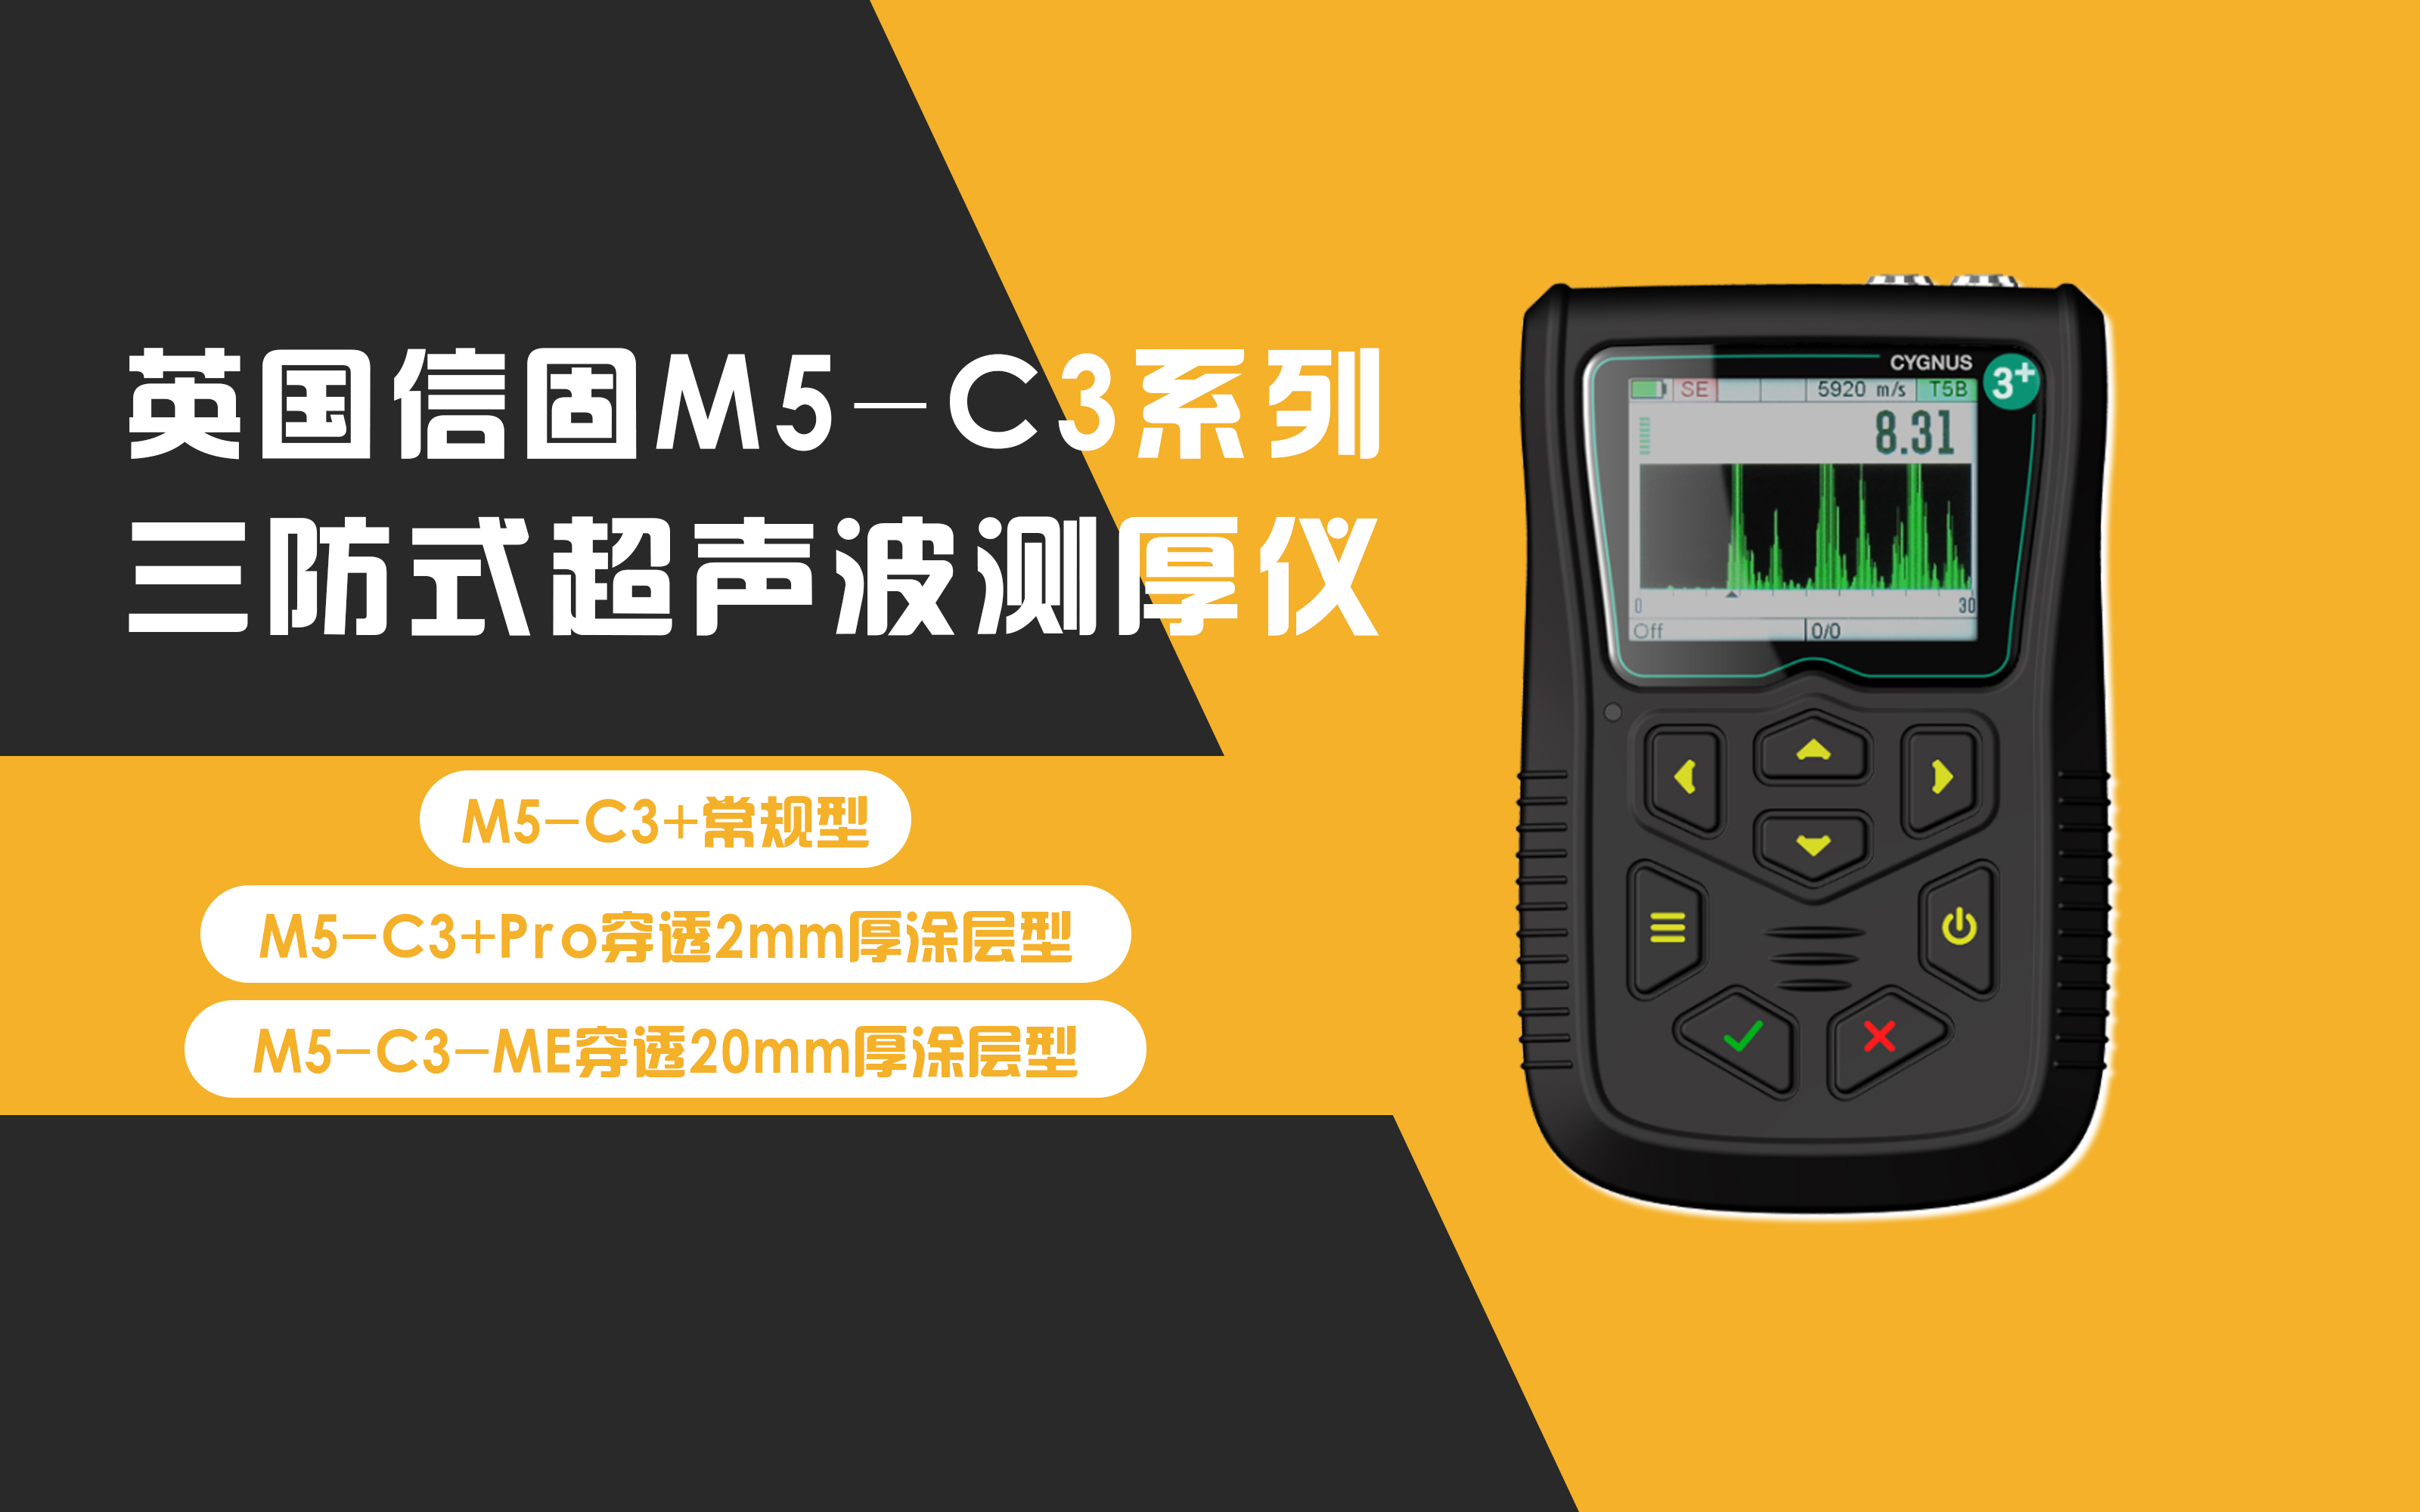 英国信固M5—C3系列
三防式超声波测厚仪
M5—C3+常规型
M5—C3+Pro穿透2mm厚涂层型
M5—C3—ME穿透20mm厚涂层型
CYGNUS
3+
SE 5920 m/s T5B
8.31
0 30
Off 0/0